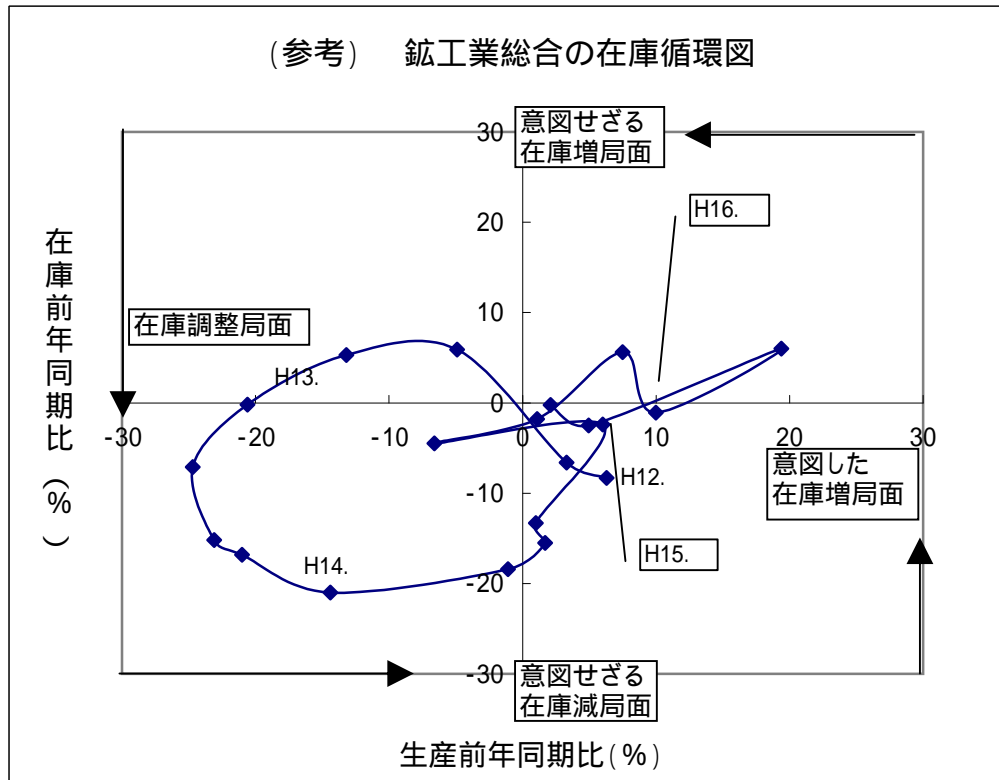 (参考) 鉱工業総合の在庫循環図
意図せざる
在庫増局面
30
20
10
0
-10
-20
-30
-30
-20
-10
0
10
20
30
H16.
在庫調整局面
H13.
H12.
H14.
H15.
意図した
在庫増局面
意図せざる
在庫減局面
在庫前年同期比(%)
生産前年同期比(%)